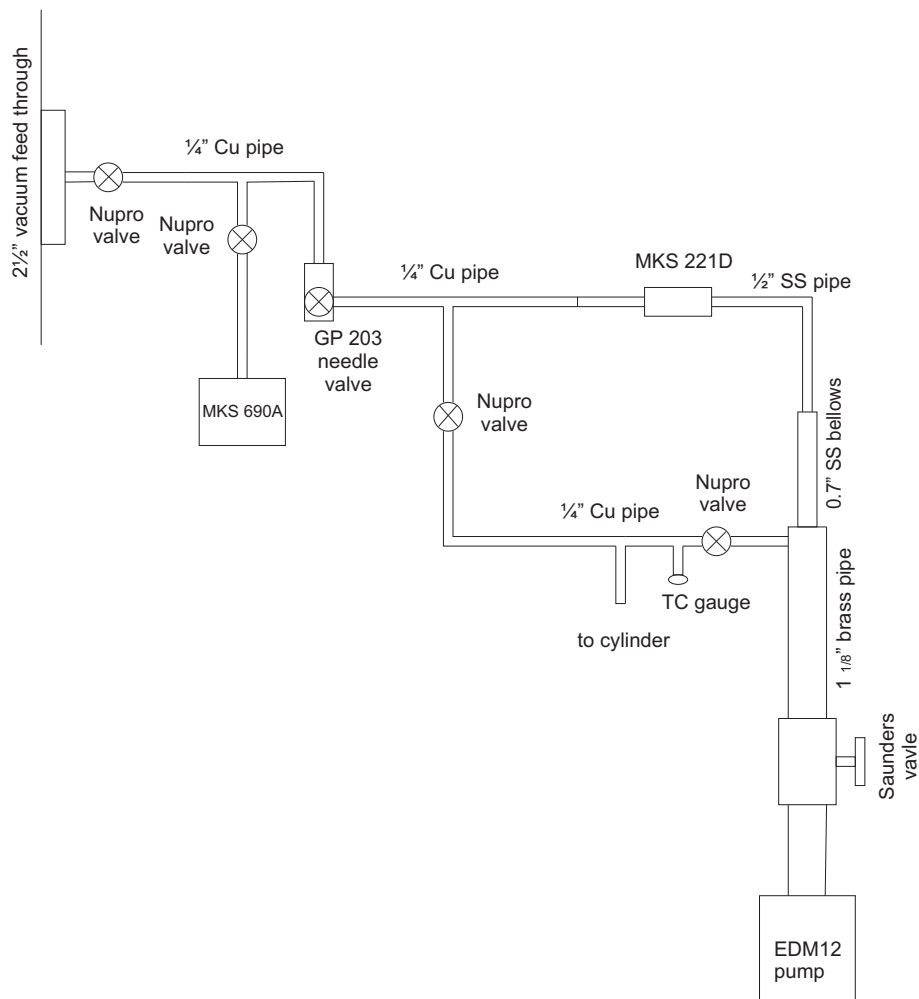 2½” vacuum feed through
¼” Cu pipe
Nupro
valve
Nupro
valve
MKS 690A
GP 203
needle
valve
¼” Cu pipe
MKS 221D
½” SS pipe
Nupro
valve
0.7” SS bellows
Nupro
valve
¼” Cu pipe
TC gauge
to cylinder
1 1/8” brass pipe
Saunders
vavle
EDM12
pump